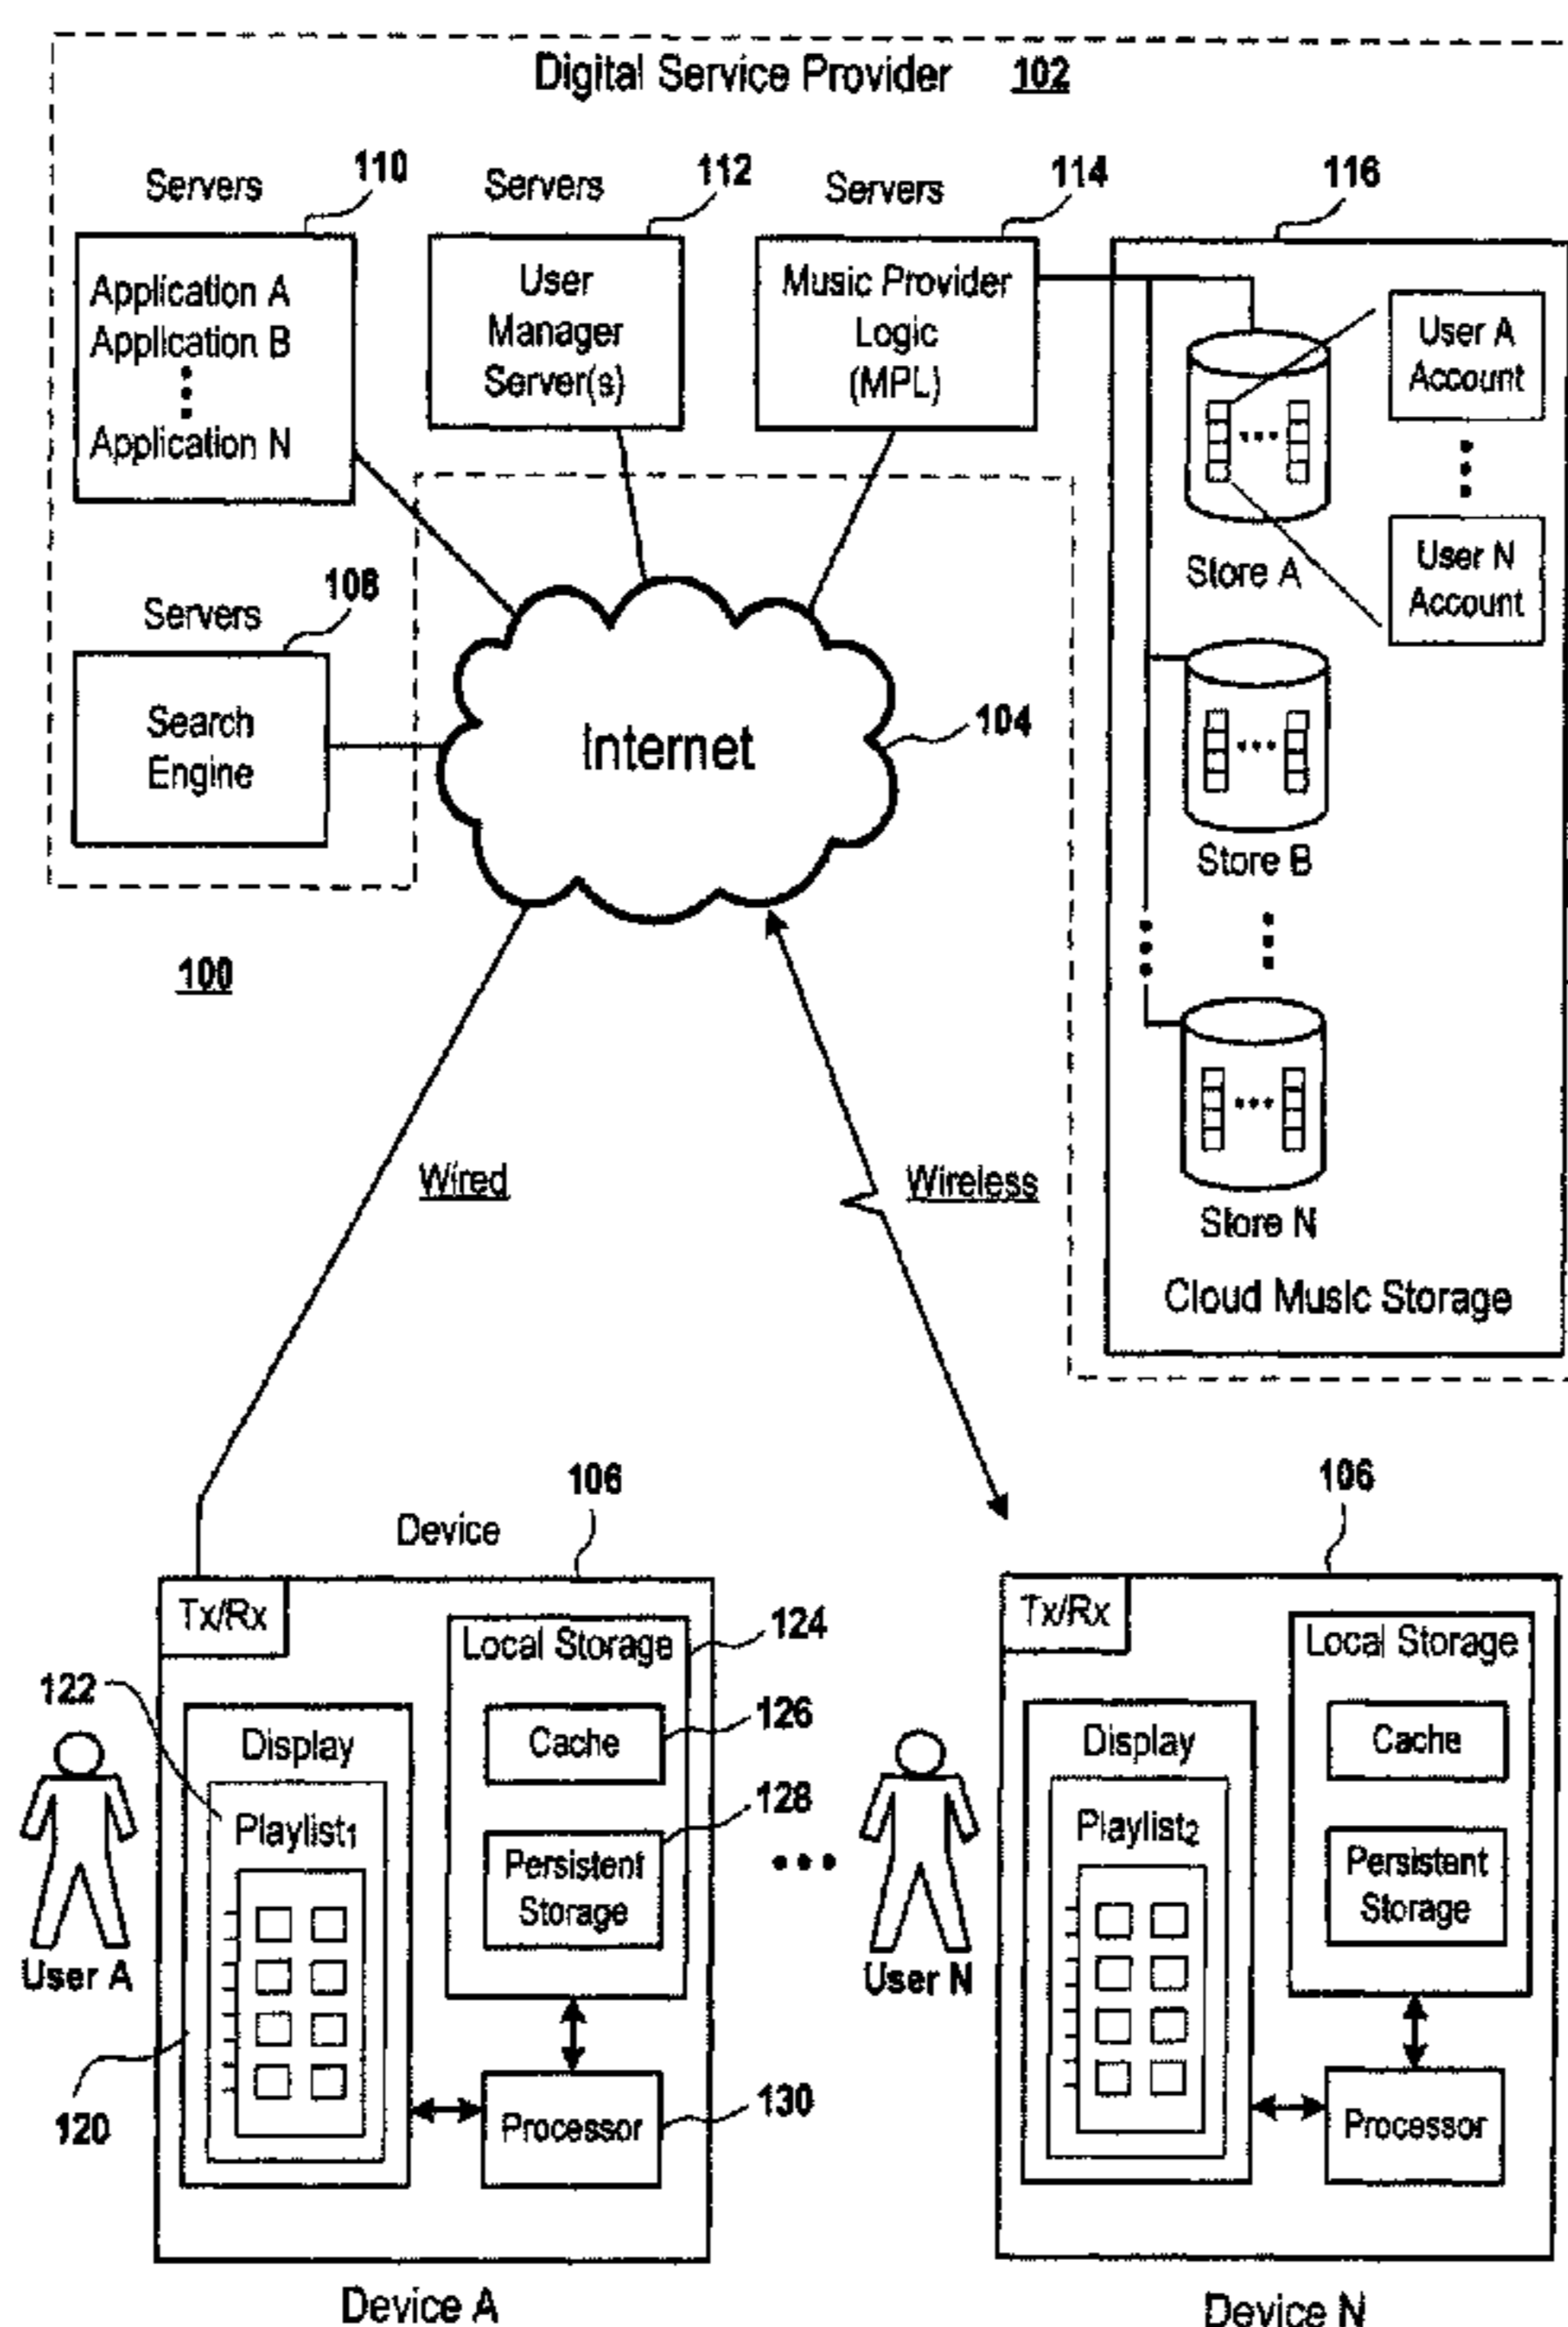 Digital Service Provider 102
Servers 110
Servers 112
Servers 114
116
Application A
Application B
Application N
User
Manager
Server(s)
Music Provider
Logic
(MPL)
User A
Account
User N
Account
Store A
Servers 108
Search
Engine
Internet
104
Store B
100
Wired
Wireless
Store N
Cloud Music Storage
Device
106
106
Tx/Rx
Local Storage
124
122
Display
Cache
126
Playlist1
128
Persistent
Storage
User A
120
Processor
130
Device A
Tx/Rx
Local Storage
Display
Cache
Playlist2
Persistent
Storage
User N
Processor
Device N